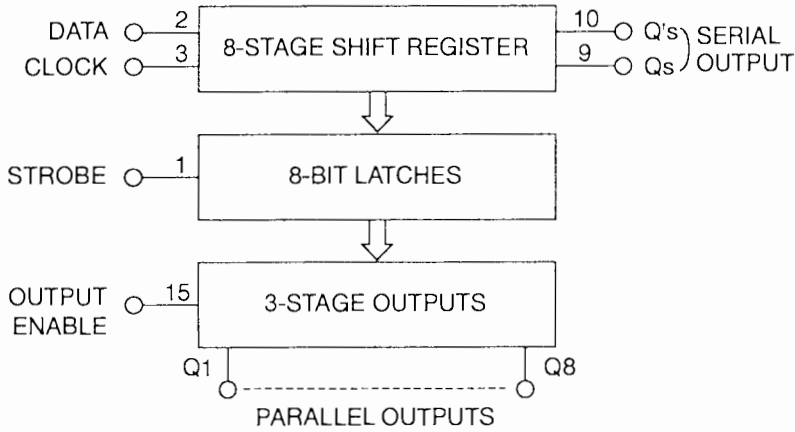 DATA
2
CLOCK
3
8-STAGE SHIFT REGISTER
10
Q's
9
Qs
SERIAL
OUTPUT
STROBE
1
8-BIT LATCHES
OUTPUT
ENABLE
15
3-STAGE OUTPUTS
Q1
Q8
PARALLEL OUTPUTS